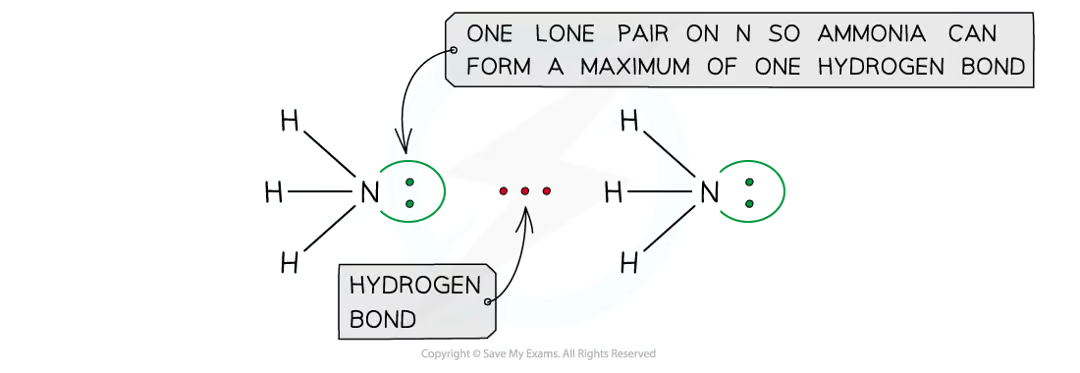 ONE LONE PAIR ON N SO AMMONIA CAN
FORM A MAXIMUM OF ONE HYDROGEN BOND
H
H
H
N
H
H
H
N
HYDROGEN
BOND
Copyright © Save My Exams. All Rights Reserved